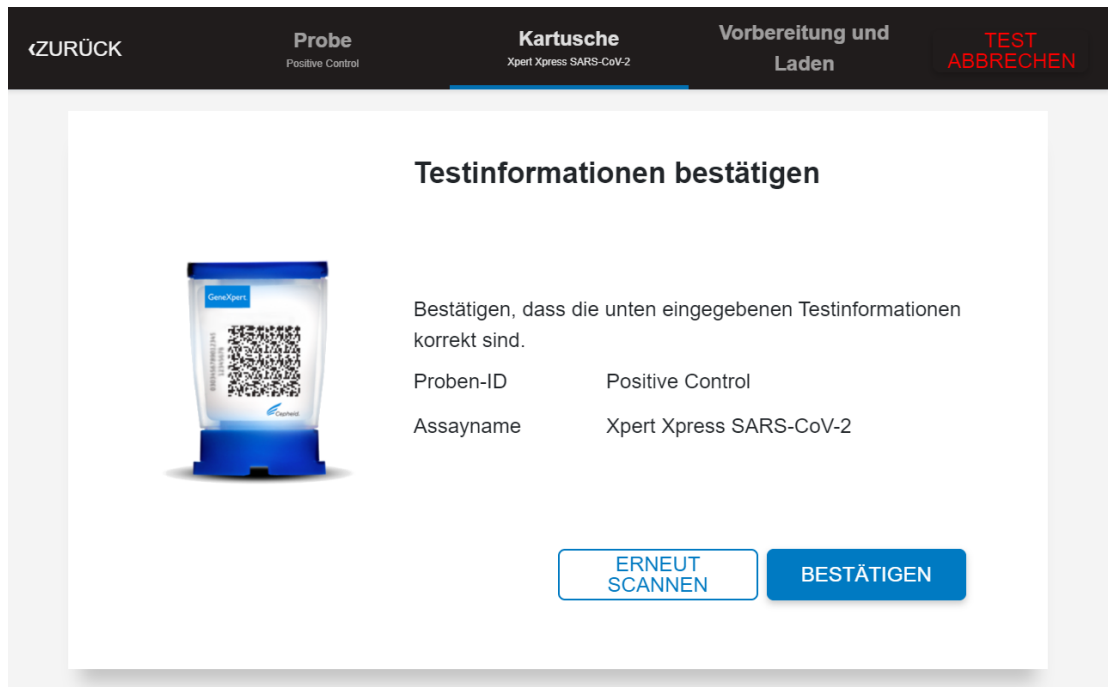 ‹ZURÜCK
Probe
Positive Control
Kartusche
Xpert Xpress SARS-CoV-2
Vorbereitung und
Laden
TEST
ABBRECHEN
Testinformationen bestätigen
GeneXpert
Cepheid.
Bestätigen, dass die unten eingegebenen Testinformationen
korrekt sind.
Proben-ID Positive Control
Assayname Xpert Xpress SARS-CoV-2
ERNEUT
SCANNEN
BESTÄTIGEN